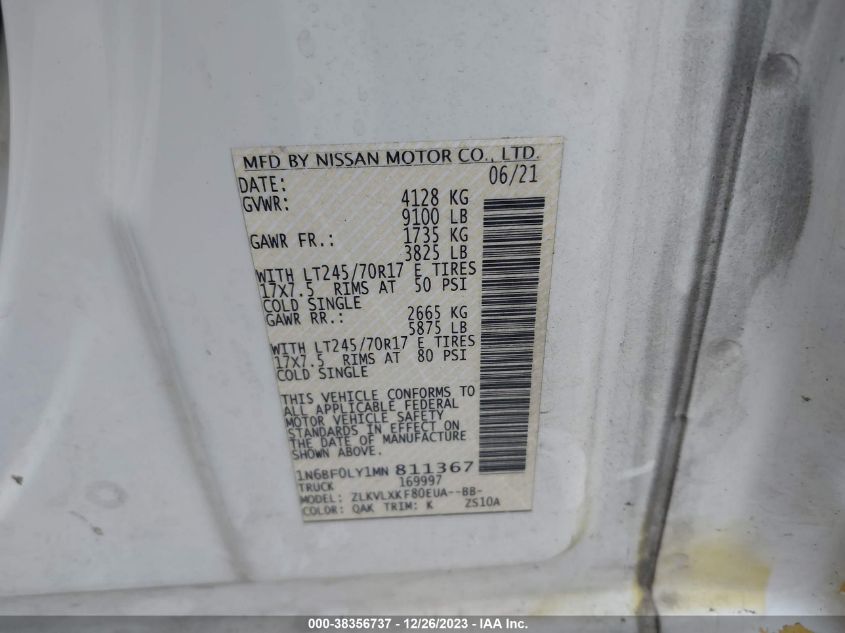 MFD BY NISSAN MOTOR CO., LTD.
DATE: 06/21
GVWR: 4128 KG
9100 LB
GAWR FR.: 1735 KG
3825 LB
WITH LT245/70R17 E TIRES
17X7.5 RIMS AT 50 PSI
COLD SINGLE
GAWR RR.: 2665 KG
5875 LB
WITH LT245/70R17 E TIRES
17X7.5 RIMS AT 80 PSI
COLD SINGLE
THIS VEHICLE CONFORMS TO
ALL APPLICABLE FEDERAL
MOTOR VEHICLE SAFETY
STANDARDS IN EFFECT ON
THE DATE OF MANUFACTURE
SHOWN ABOVE.
1N6BF0LY1MN 811367
TRUCK 169997
MODEL: ZLKVLXKF80EUA--BB-
COLOR: QAK TRIM: K ZS10A
000-38356737 - 12/26/2023 - IAA Inc.